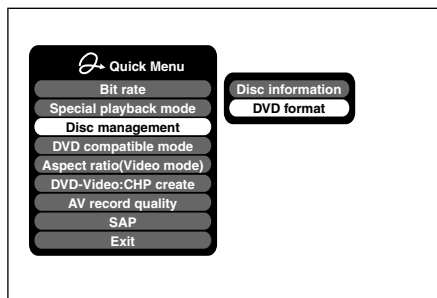 Quick Menu
Bit rate
Special playback mode
Disc management
DVD compatible mode
Aspect ratio(Video mode)
DVD-Video:CHP create
AV record quality
SAP
Exit
Disc information
DVD format